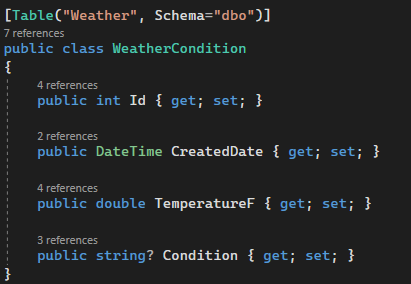 [Table("Weather", Schema="dbo")]
7 references
public class WeatherCondition
{
4 references
public int Id { get; set; }
2 references
public DateTime CreatedDate { get; set; }
4 references
public double TemperatureF { get; set; }
3 references
public string? Condition { get; set; }
}